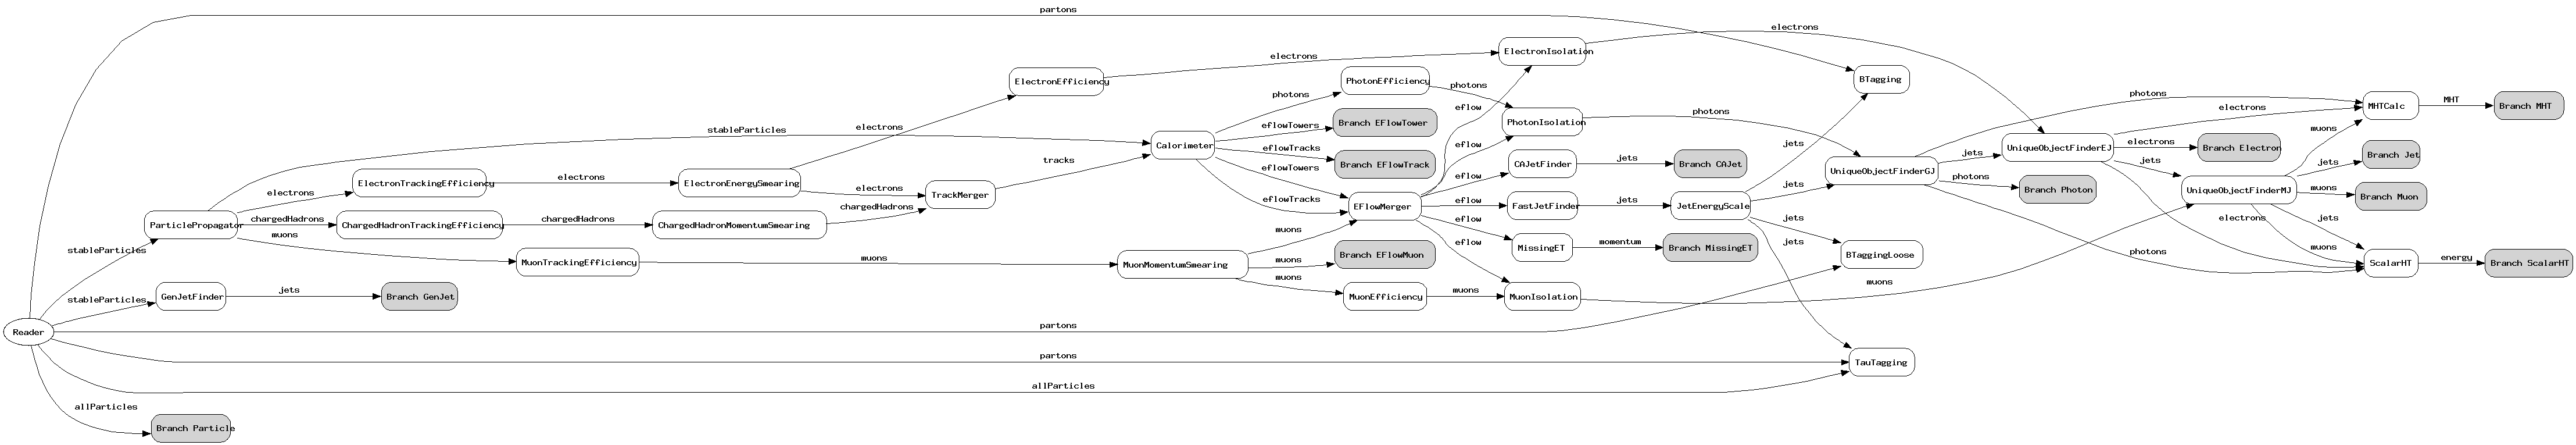 partons
electrons
ElectronIsolation
electrons
ElectronEfficiency
PhotonEfficiency
photons
photons
eflow
BTagging
photons
electrons
MHTCalc
MHT
Branch MHT
stableParticles
electrons
eflowTowers
Branch EFlowTower
PhotonIsolation
photons
muons
Calorimeter
eflowTracks
Branch EFlowTrack
eflow
jets
UniqueObjectFinderEJ
electrons
Branch Electron
Branch Jet
tracks
eflowTowers
CAJetFinder
jets
Branch CAJet
jets
jets
jets
electrons
ElectronTrackingEfficiency
electrons
ElectronEnergySmearing
electrons
TrackMerger
eflow
UniqueObjectFinderGJ
photons
Branch Photon
UniqueObjectFinderMJ
muons
Branch Muon
jets
eflowTracks
EFlowMerger
eflow
FastJetFinder
jets
JetEnergyScale
ParticlePropagator
chargedHadrons
ChargedHadronTrackingEfficiency
chargedHadrons
ChargedHadronMomentumSmearing
chargedHadrons
eflow
jets
electrons
jets
muons
muons
MissingET
momentum
Branch MissingET
jets
muons
stableParticles
eflow
BTaggingLoose
photons
MuonTrackingEfficiency
muons
MuonMomentumSmearing
muons
Branch EFlowMuon
ScalarHT
energy
Branch ScalarHT
muons
stableParticles
GenJetFinder
jets
Branch GenJet
MuonEfficiency
muons
MuonIsolation
muons
Reader
partons
partons
TauTagging
allParticles
allParticles
Branch Particle